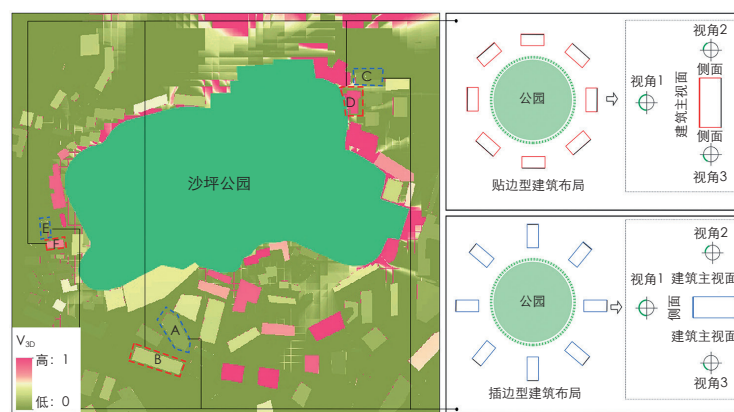 沙坪公园
C
D
E
F
A
B
V3D
高：1
低：0
公园
贴边型建筑布局
视角2
侧面
视角1
建筑主视面
侧面
视角3
公园
插边型建筑布局
视角2
视角1
建筑主视面
侧面
建筑主视面
视角3